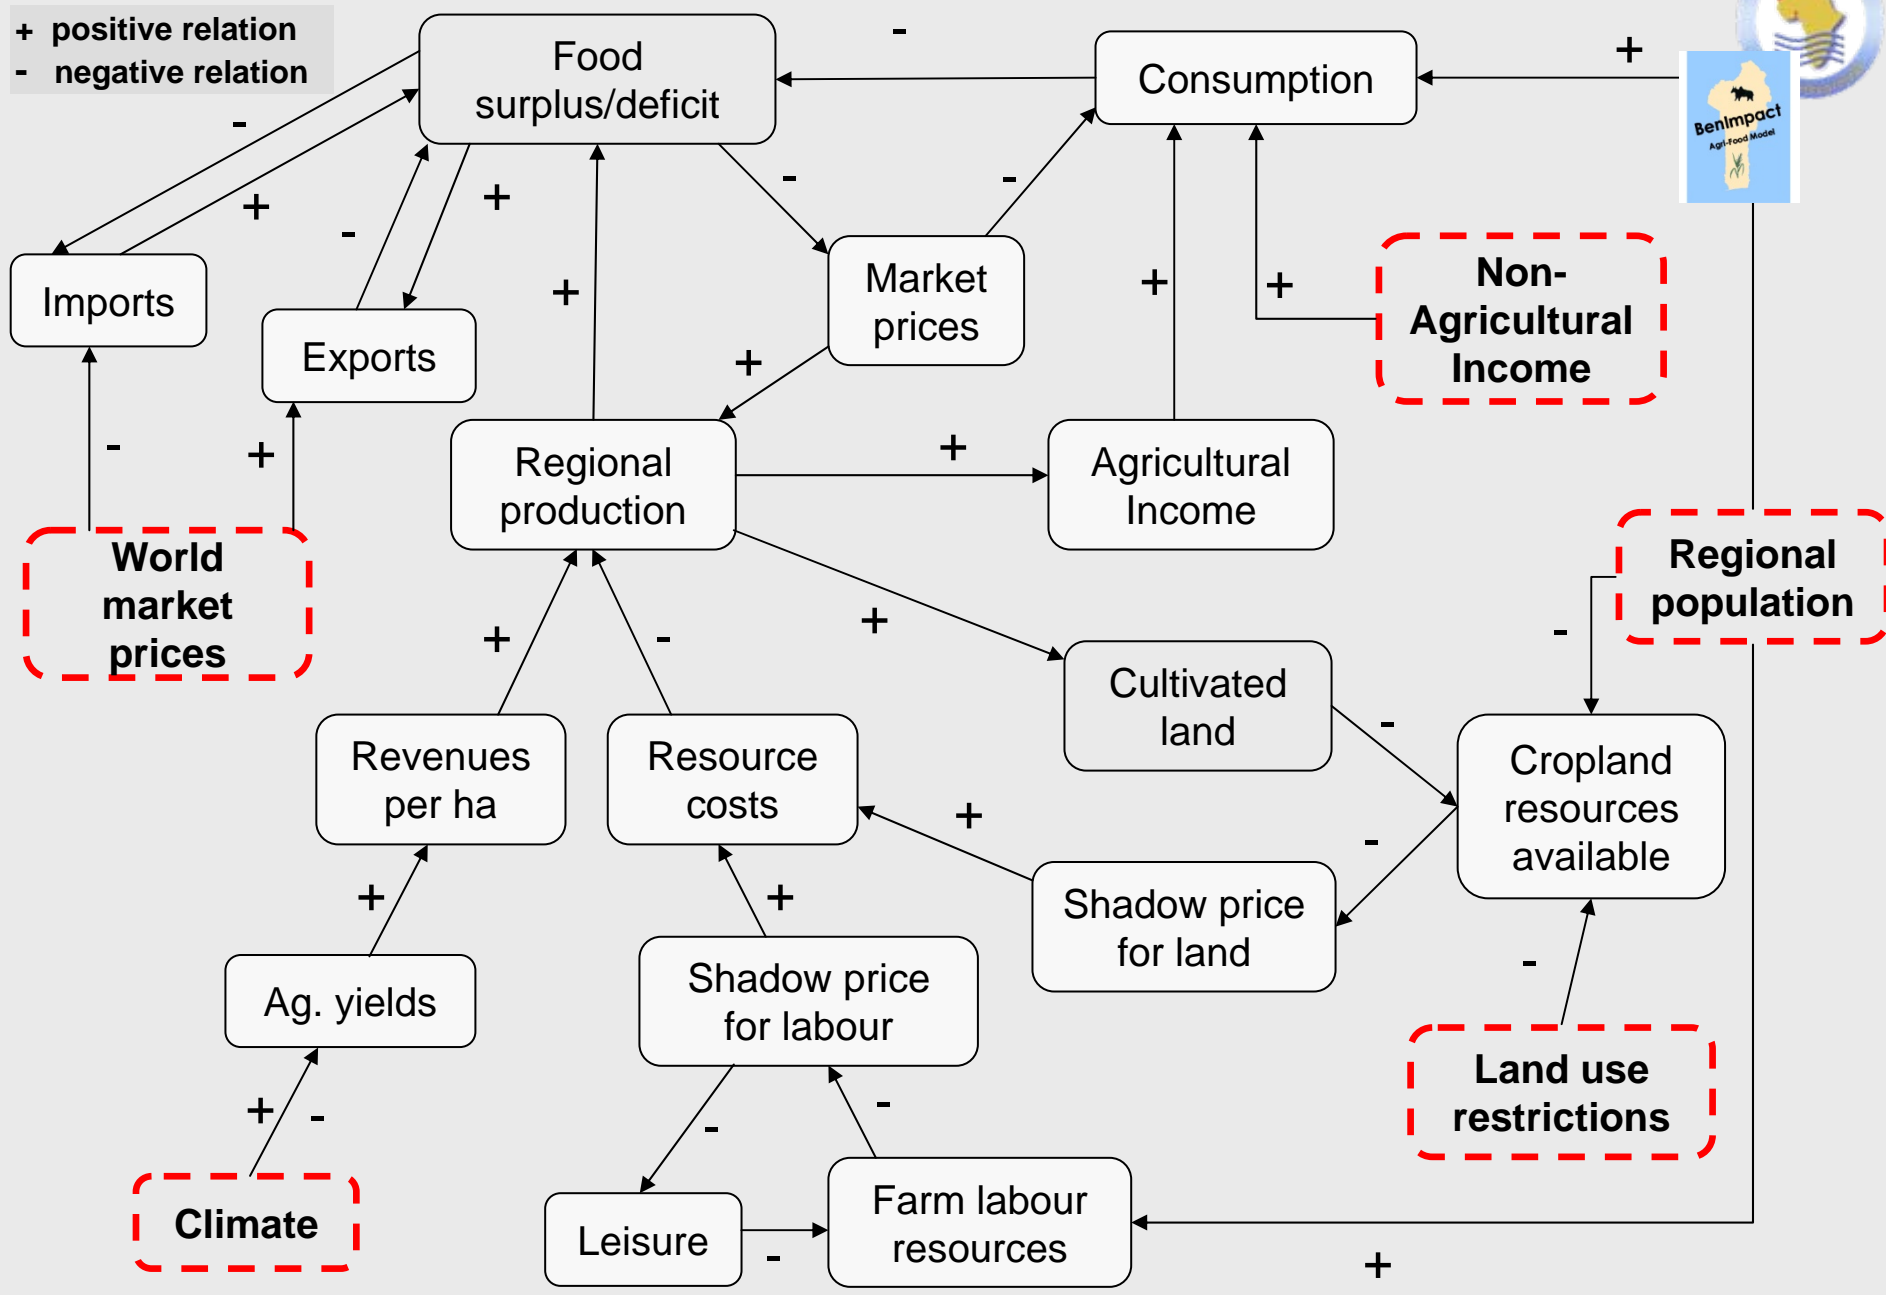 + positive relation
- negative relation
Food
surplus/deficit
-
Consumption
+
BenImpact
Agri-Food Model
-
+
-
+
-
-
Imports
Exports
+
Market
prices
+
+
Non-
Agricultural
Income
-
+
+
Regional
production
+
Agricultural
Income
World
market
prices
Regional
population
+
-
+
-
Cultivated
land
-
Revenues
per ha
Resource
costs
Cropland
resources
available
+
-
+
+
Shadow price
for land
-
Ag. yields
Shadow price
for labour
Land use
restrictions
+
-
-
-
Climate
Leisure
-
Farm labour
resources
+